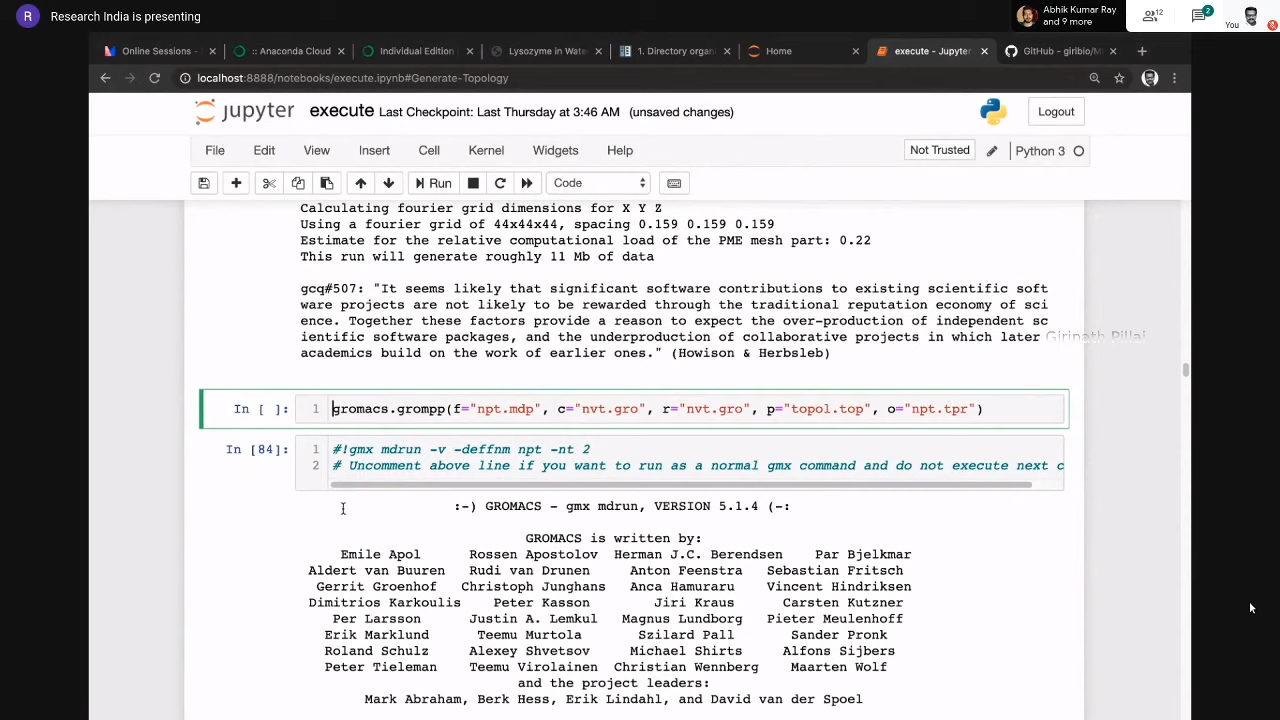 R Research India is presenting
Abhik Kumar Ray
and 9 more
12
2
You
Online Sessions -
:: Anaconda Cloud
Individual Edition
Lysozyme in Wate
1. Directory organ
Home
execute - Jupyter
GitHub - giribio/M
localhost:8888/notebooks/execute.ipynb#Generate-Topology
jupyter execute Last Checkpoint: Last Thursday at 3:46 AM (unsaved changes)
Logout
File Edit View Insert Cell Kernel Widgets Help
Not Trusted
Python 3
Run
Code
Calculating fourier grid dimensions for X Y Z
Using a fourier grid of 44x44x44, spacing 0.159 0.159 0.159
Estimate for the relative computational load of the PME mesh part: 0.22
This run will generate roughly 11 Mb of data
gcq#507: "It seems likely that significant software contributions to existing scientific soft
ware projects are not likely to be rewarded through the traditional reputation economy of sci
ence. Together these factors provide a reason to expect the over-production of independent sc
ientific software packages, and the underproduction of collaborative projects in which later
academics build on the work of earlier ones." (Howison & Herbsleb)
Girinath Pillai
In [ ]: 1 gromacs.grompp(f="npt.mdp", c="nvt.gro", r="nvt.gro", p="topol.top", o="npt.tpr")
In [84]: 1 #!gmx mdrun -v -deffnm npt -nt 2
2 # Uncomment above line if you want to run as a normal gmx command and do not execute next c
:-) GROMACS - gmx mdrun, VERSION 5.1.4 (-:
GROMACS is written by:
Emile Apol Rossen Apostolov Herman J.C. Berendsen Par Bjelkmar
Aldert van Buuren Rudi van Drunen Anton Feenstra Sebastian Fritsch
Gerrit Groenhof Christoph Junghans Anca Hamuraru Vincent Hindriksen
Dimitrios Karkoulis Peter Kasson Jiri Kraus Carsten Kutzner
Per Larsson Justin A. Lemkul Magnus Lundborg Pieter Meulenhoff
Erik Marklund Teemu Murtola Szilard Pall Sander Pronk
Roland Schulz Alexey Shvetsov Michael Shirts Alfons Sijbers
Peter Tieleman Teemu Virolainen Christian Wennberg Maarten Wolf
and the project leaders:
Mark Abraham, Berk Hess, Erik Lindahl, and David van der Spoel